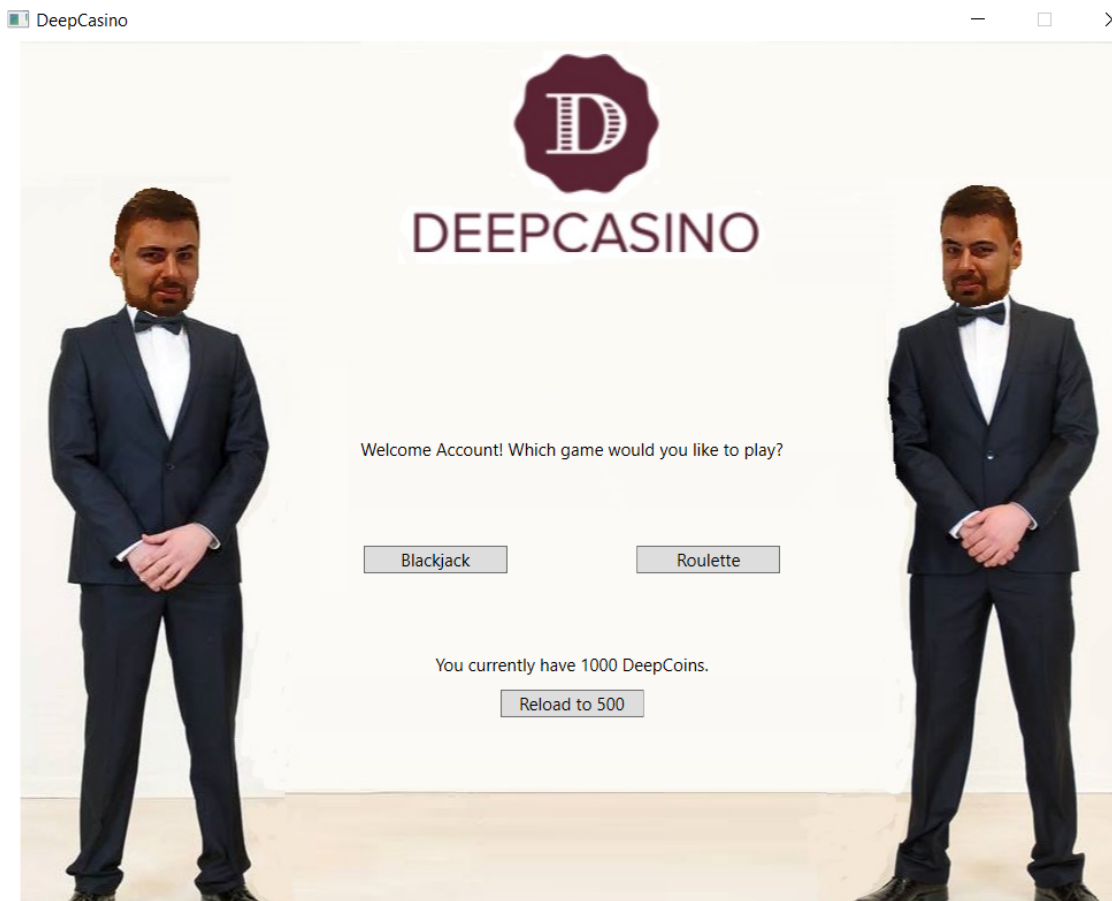 DeepCasino
D
DEEPCASINO
Welcome Account! Which game would you like to play?
Blackjack
Roulette
You currently have 1000 DeepCoins.
Reload to 500